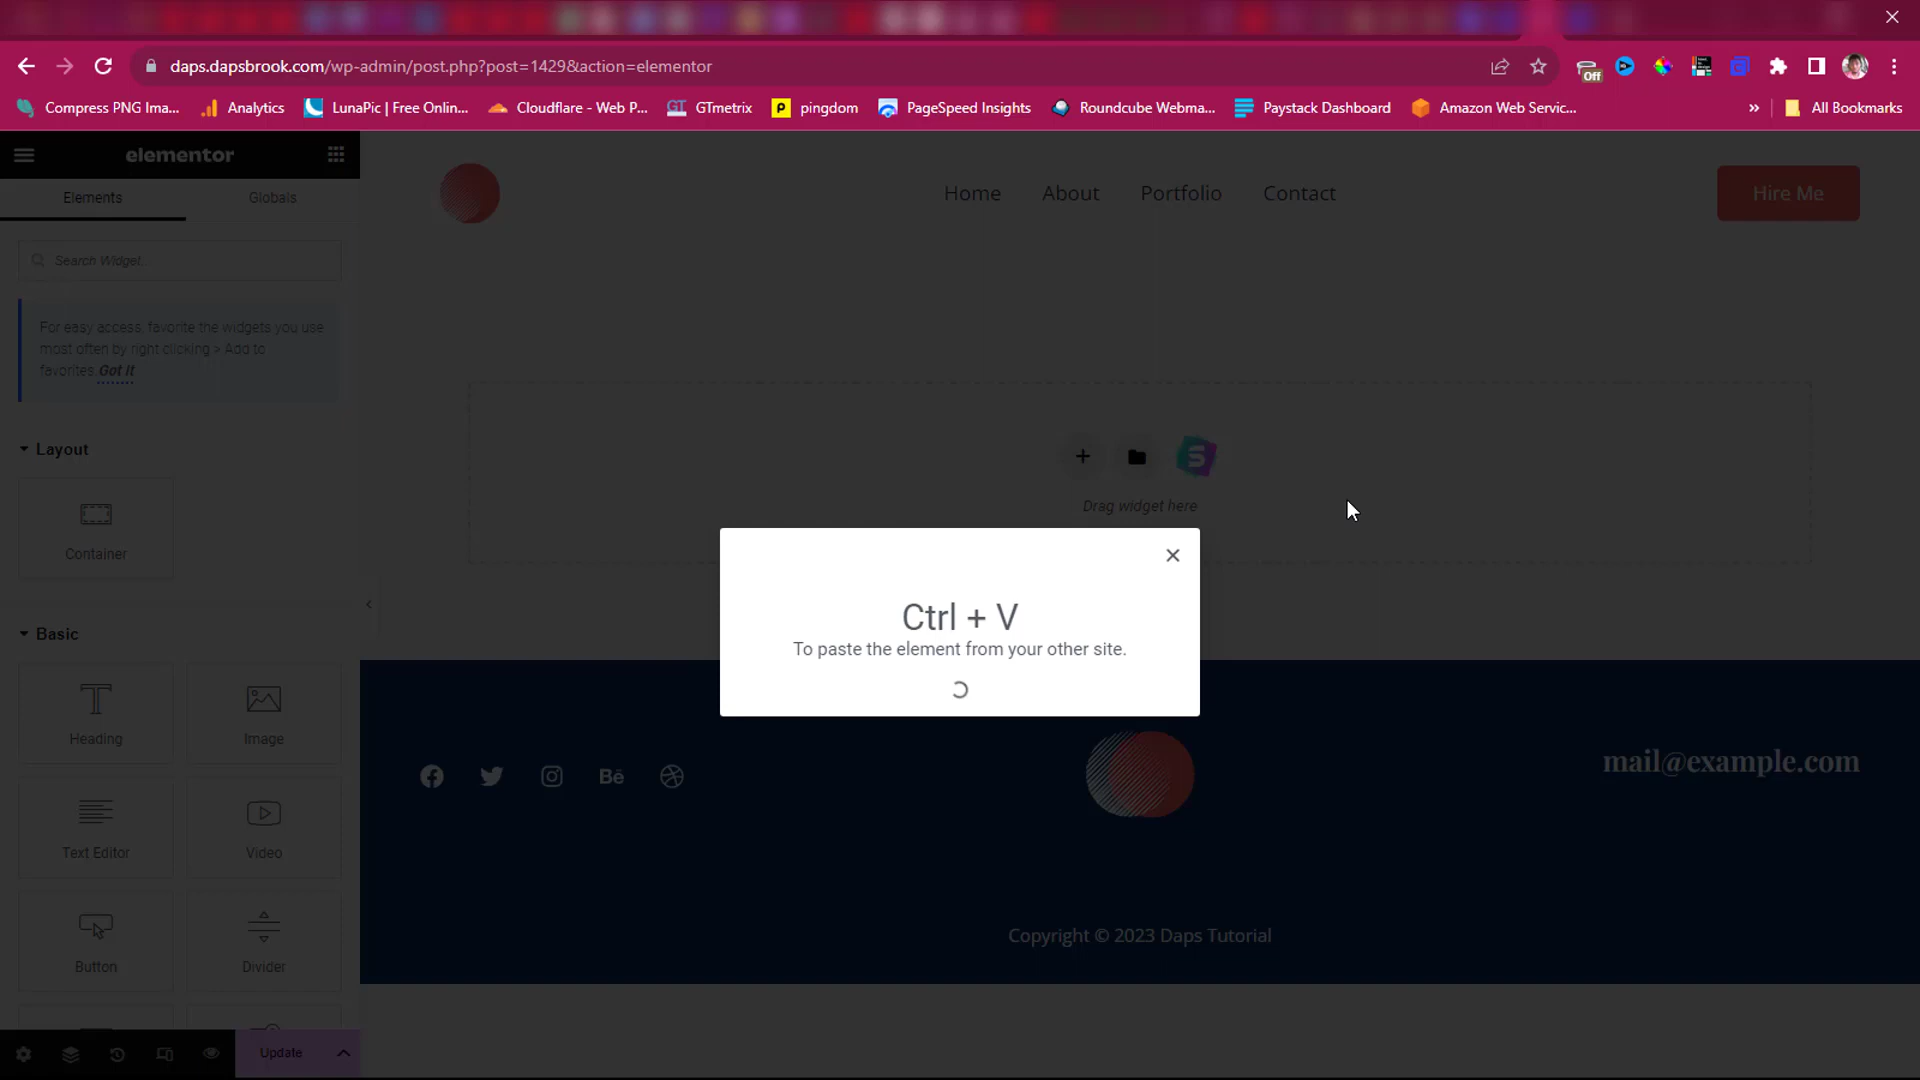 daps.dapsbrook.com/wp-admin/post.php?post=1429&action=elementor
Off
Compress PNG Ima...
Analytics
LunaPic | Free Onlin...
Cloudflare - Web P...
GT
GTmetrix
P
pingdom
PageSpeed Insights
Roundcube Webma...
Paystack Dashboard
Amazon Web Servic...
»
All Bookmarks
elementor
Elements
Globals
Search Widget...
For easy access, favorite the widgets you use
most often by right clicking > Add to
favorites. Got It
Layout
Container
Basic
Heading
Image
Text Editor
Video
Button
Divider
Update
Home
About
Portfolio
Contact
Hire Me
+
S
Drag widget here
Ctrl + V
To paste the element from your other site.
Bē
mail@example.com
Copyright © 2023 Daps Tutorial